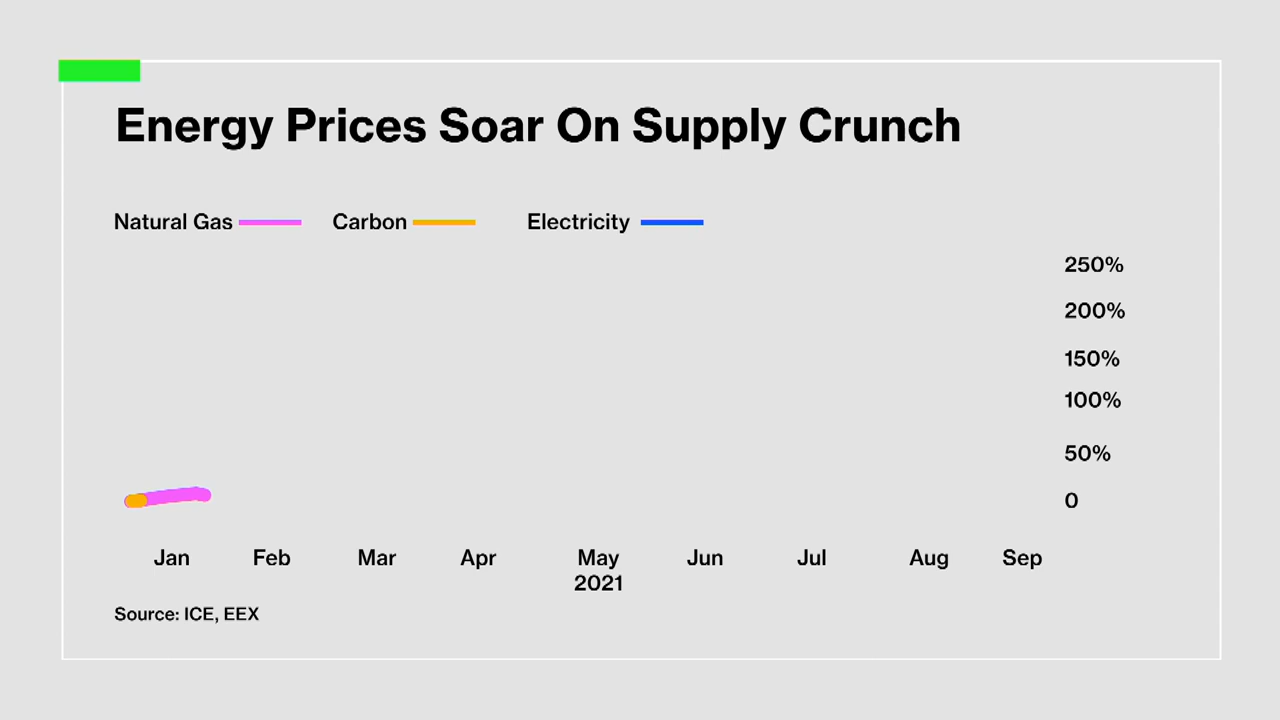 Energy Prices Soar On Supply Crunch
Natural Gas Carbon Electricity
250%
200%
150%
100%
50%
0
Jan Feb Mar Apr May Jun Jul Aug Sep
2021
Source: ICE, EEX